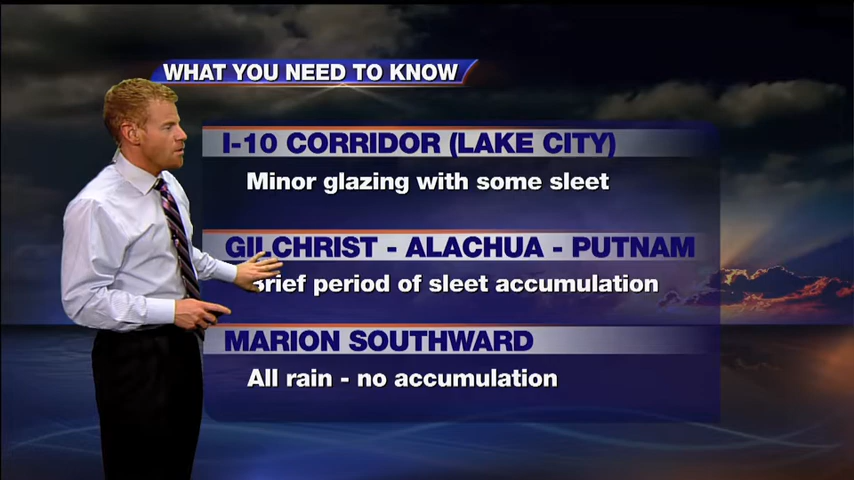 WHAT YOU NEED TO KNOW
I-10 CORRIDOR (LAKE CITY)
Minor glazing with some sleet
GILCHRIST - ALACHUA - PUTNAM
Brief period of sleet accumulation
MARION SOUTHWARD
All rain - no accumulation